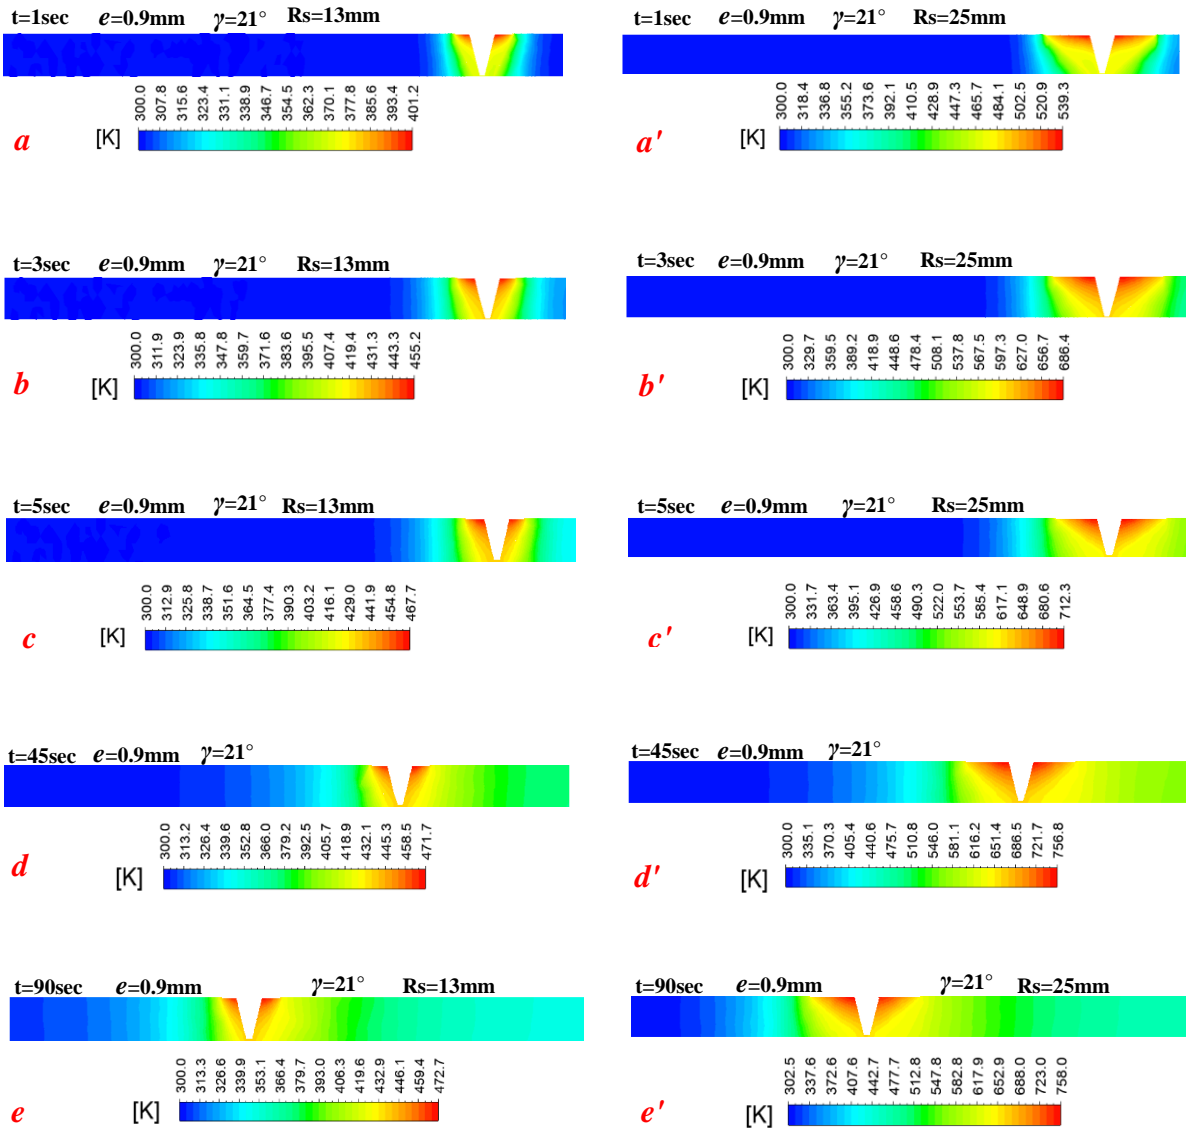 t=1sec e=0.9mm γ=21° Rs=13mm
300.0 307.8 315.6 323.4 331.1 338.9 346.7 354.5 362.3 370.1 377.8 385.6 393.4 401.2
[K]
a
t=1sec e=0.9mm γ=21° Rs=25mm
300.0 318.4 336.8 355.2 373.6 392.1 410.5 428.9 447.3 465.7 484.1 502.5 520.9 539.3
[K]
a'
t=3sec e=0.9mm γ=21° Rs=13mm
300.0 311.9 323.9 335.8 347.8 359.7 371.6 383.6 395.5 407.4 419.4 431.3 443.3 455.2
[K]
b
t=3sec e=0.9mm γ=21° Rs=25mm
300.0 329.7 359.5 389.2 418.9 448.6 478.4 508.1 537.8 567.5 597.3 627.0 656.7 686.4
[K]
b'
t=5sec e=0.9mm γ=21° Rs=13mm
300.0 312.9 325.8 338.7 351.6 364.5 377.4 390.3 403.2 416.1 429.0 441.9 454.8 467.7
[K]
c
t=5sec e=0.9mm γ=21° Rs=25mm
300.0 331.7 363.4 395.1 426.9 458.6 490.3 522.0 553.7 585.4 617.1 648.9 680.6 712.3
[K]
c'
t=45sec e=0.9mm γ=21°
300.0 313.2 326.4 339.6 352.8 366.0 379.2 392.5 405.7 418.9 432.1 445.3 458.5 471.7
[K]
d
t=45sec e=0.9mm γ=21°
300.0 335.1 370.3 405.4 440.6 475.7 510.8 546.0 581.1 616.2 651.4 686.5 721.7 756.8
[K]
d'
t=90sec e=0.9mm γ=21° Rs=13mm
300.0 313.3 326.6 339.9 353.1 366.4 379.7 393.0 406.3 419.6 432.9 446.1 459.4 472.7
[K]
e
t=90sec e=0.9mm γ=21° Rs=25mm
302.5 337.6 372.6 407.6 442.7 477.7 512.8 547.8 582.8 617.9 652.9 688.0 723.0 758.0
[K]
e'